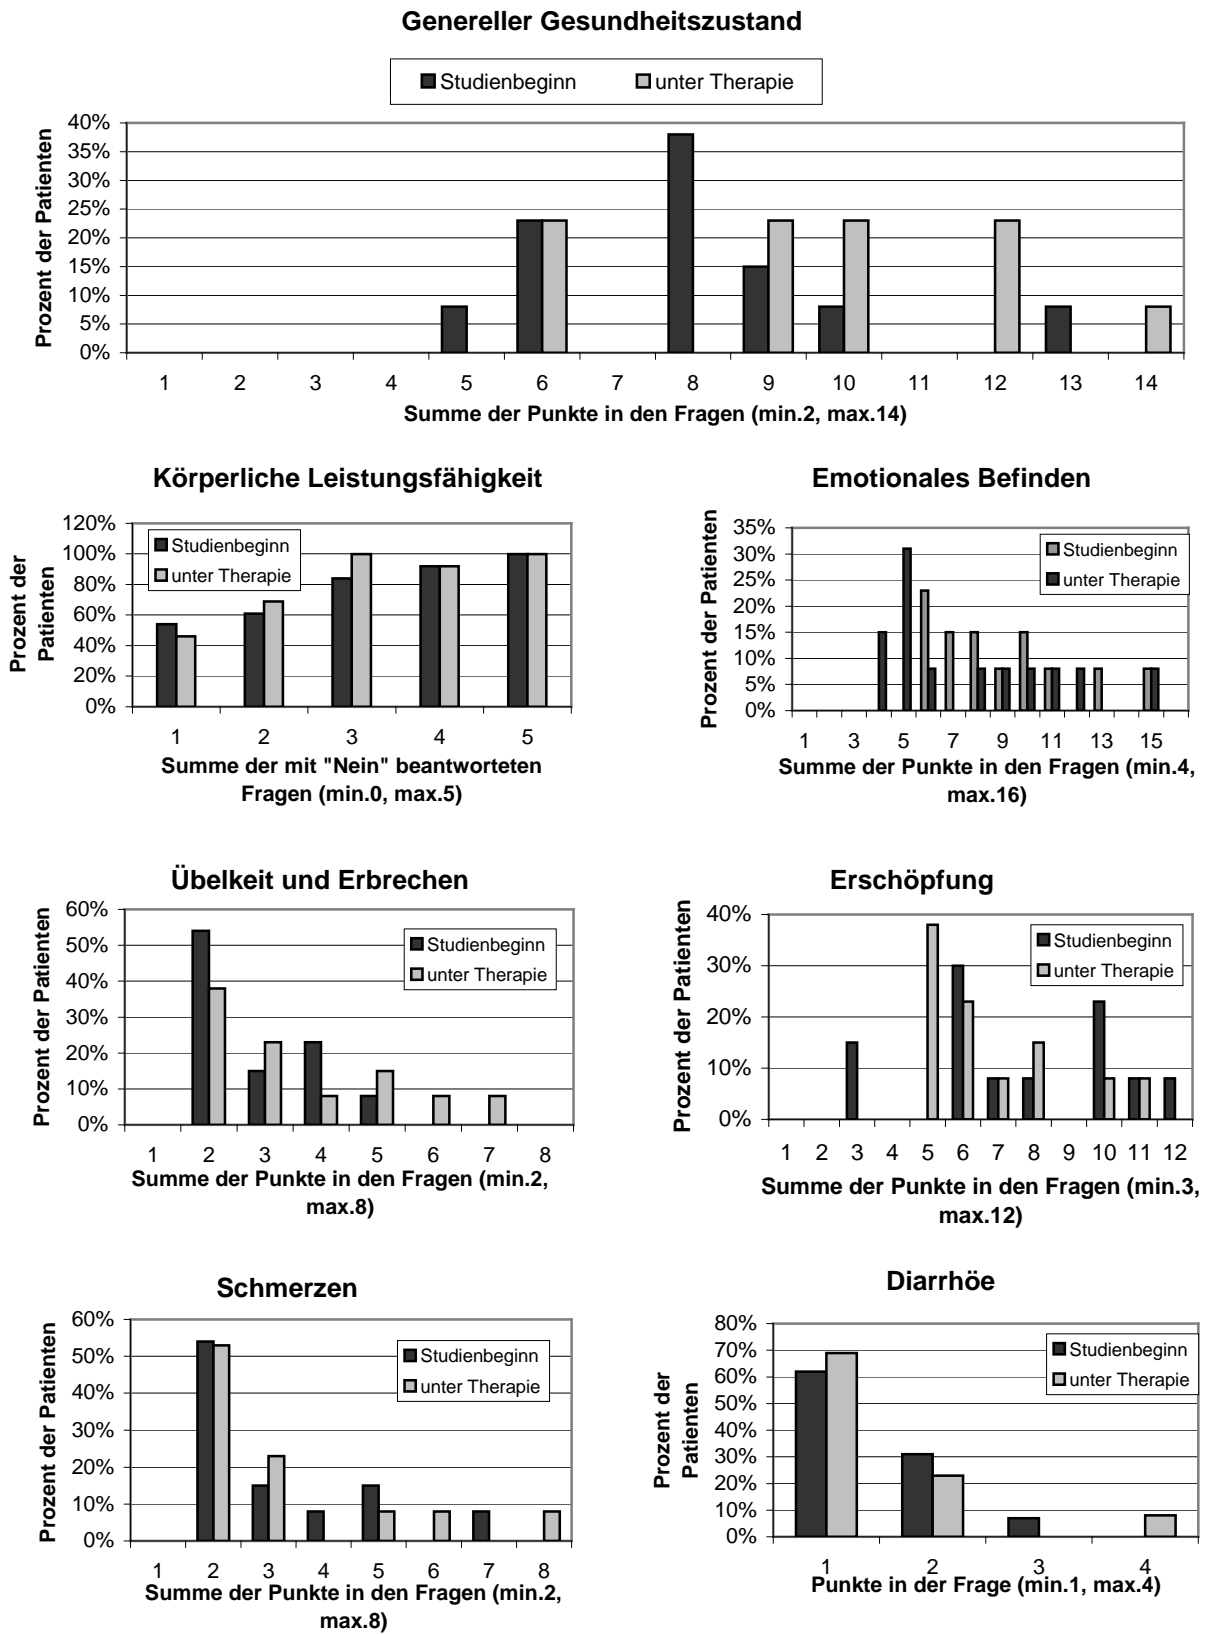 Genereller Gesundheitszustand
Studienbeginn unter Therapie
Prozent der Patienten
40%
35%
30%
25%
20%
15%
10%
5%
0%
1 2 3 4 5 6 7 8 9 10 11 12 13 14
Summe der Punkte in den Fragen (min.2, max.14)
Körperliche Leistungsfähigkeit
Prozent der
Patienten
120%
100%
80%
60%
40%
20%
0%
Studienbeginn
unter Therapie
1 2 3 4 5
Summe der mit "Nein" beantworteten
Fragen (min.0, max.5)
Emotionales Befinden
Prozent der Patienten
35%
30%
25%
20%
15%
10%
5%
0%
Studienbeginn
unter Therapie
1 3 5 7 9 11 13 15
Summe der Punkte in den Fragen (min.4,
max.16)
Übelkeit und Erbrechen
Prozent der Patienten
60%
50%
40%
30%
20%
10%
0%
Studienbeginn
unter Therapie
1 2 3 4 5 6 7 8
Summe der Punkte in den Fragen (min.2,
max.8)
Erschöpfung
Prozent der Patienten
40%
30%
20%
10%
0%
Studienbeginn
unter Therapie
1 2 3 4 5 6 7 8 9 10 11 12
Summe der Punkte in den Fragen (min.3,
max.12)
Schmerzen
Prozent der Patienten
60%
50%
40%
30%
20%
10%
0%
Studienbeginn
unter Therapie
1 2 3 4 5 6 7 8
Summe der Punkte in den Fragen (min.2,
max.8)
Diarrhöe
Prozent der
Patienten
80%
70%
60%
50%
40%
30%
20%
10%
0%
Studienbeginn
unter Therapie
1 2 3 4
Punkte in der Frage (min.1, max.4)